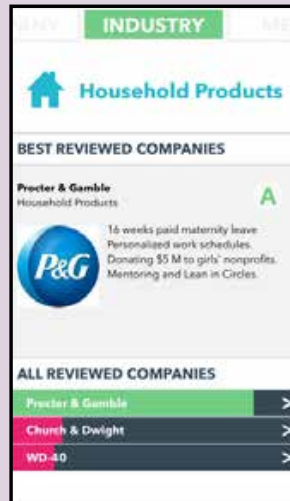 INDUSTRY
Household Products
BEST REVIEWED COMPANIES
Procter & Gamble
Household Products
A
P&G
16 weeks paid maternity leave
Personalized work schedules.
Donating $5 M to girls' nonprofits.
Mentoring and Lean in Circles.
ALL REVIEWED COMPANIES
Procter & Gamble >
Church & Dwight >
WD-40 >